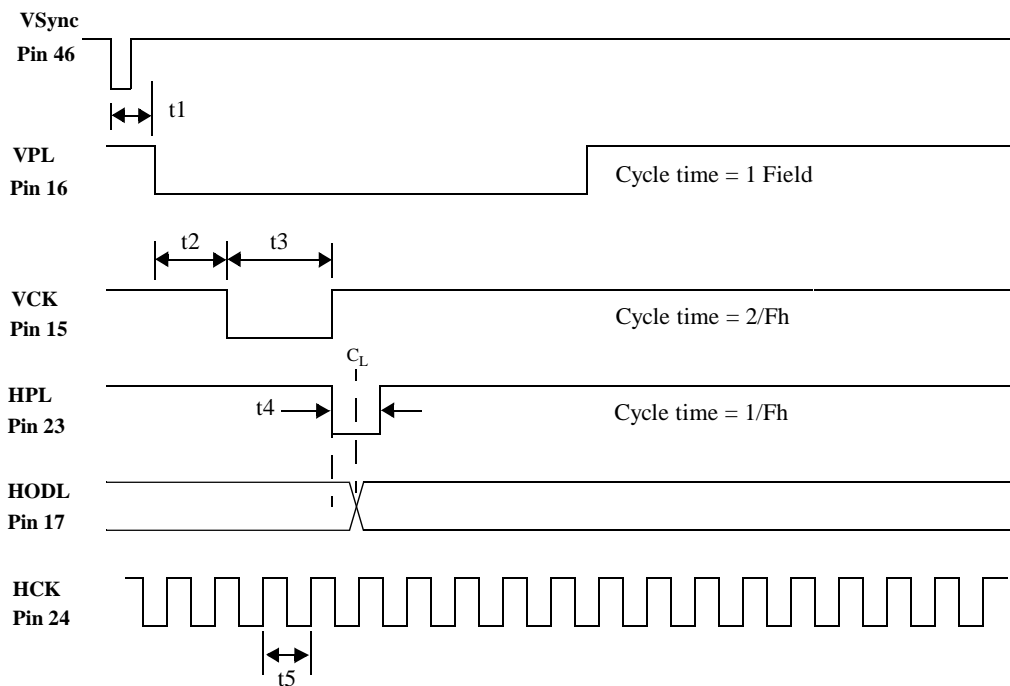 VSync
Pin 46
t1
VPL
Pin 16
Cycle time = 1 Field
t2
t3
VCK
Pin 15
Cycle time = 2/Fh
CL
HPL
Pin 23
t4
Cycle time = 1/Fh
HODL
Pin 17
HCK
Pin 24
t5